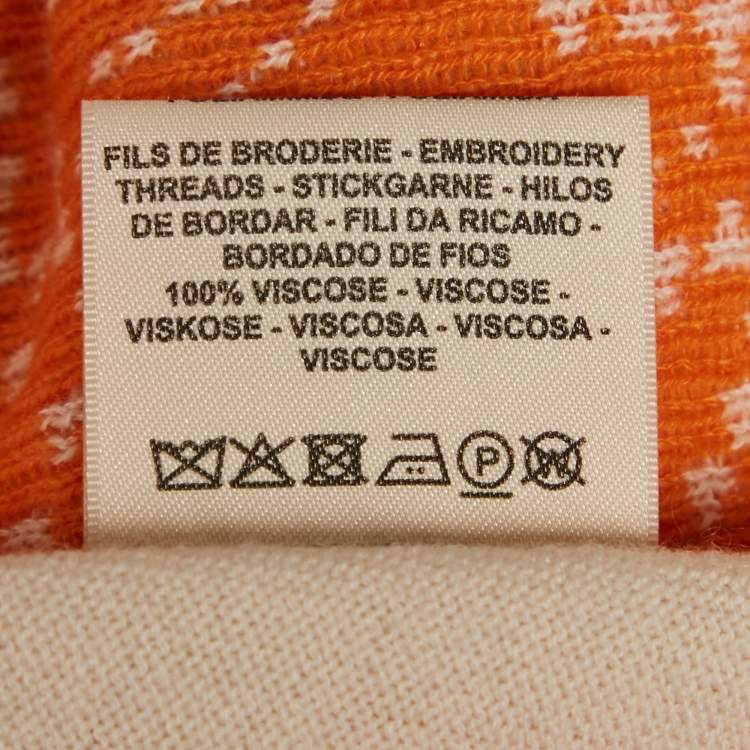 FILS DE BRODERIE - EMBROIDERY
THREADS - STICKGARNE - HILOS
DE BORDAR - FILI DA RICAMO -
BORDADO DE FIOS
100% VISCOSE - VISCOSE -
VISKOSE - VISCOSA - VISCOSA -
VISCOSE
P W